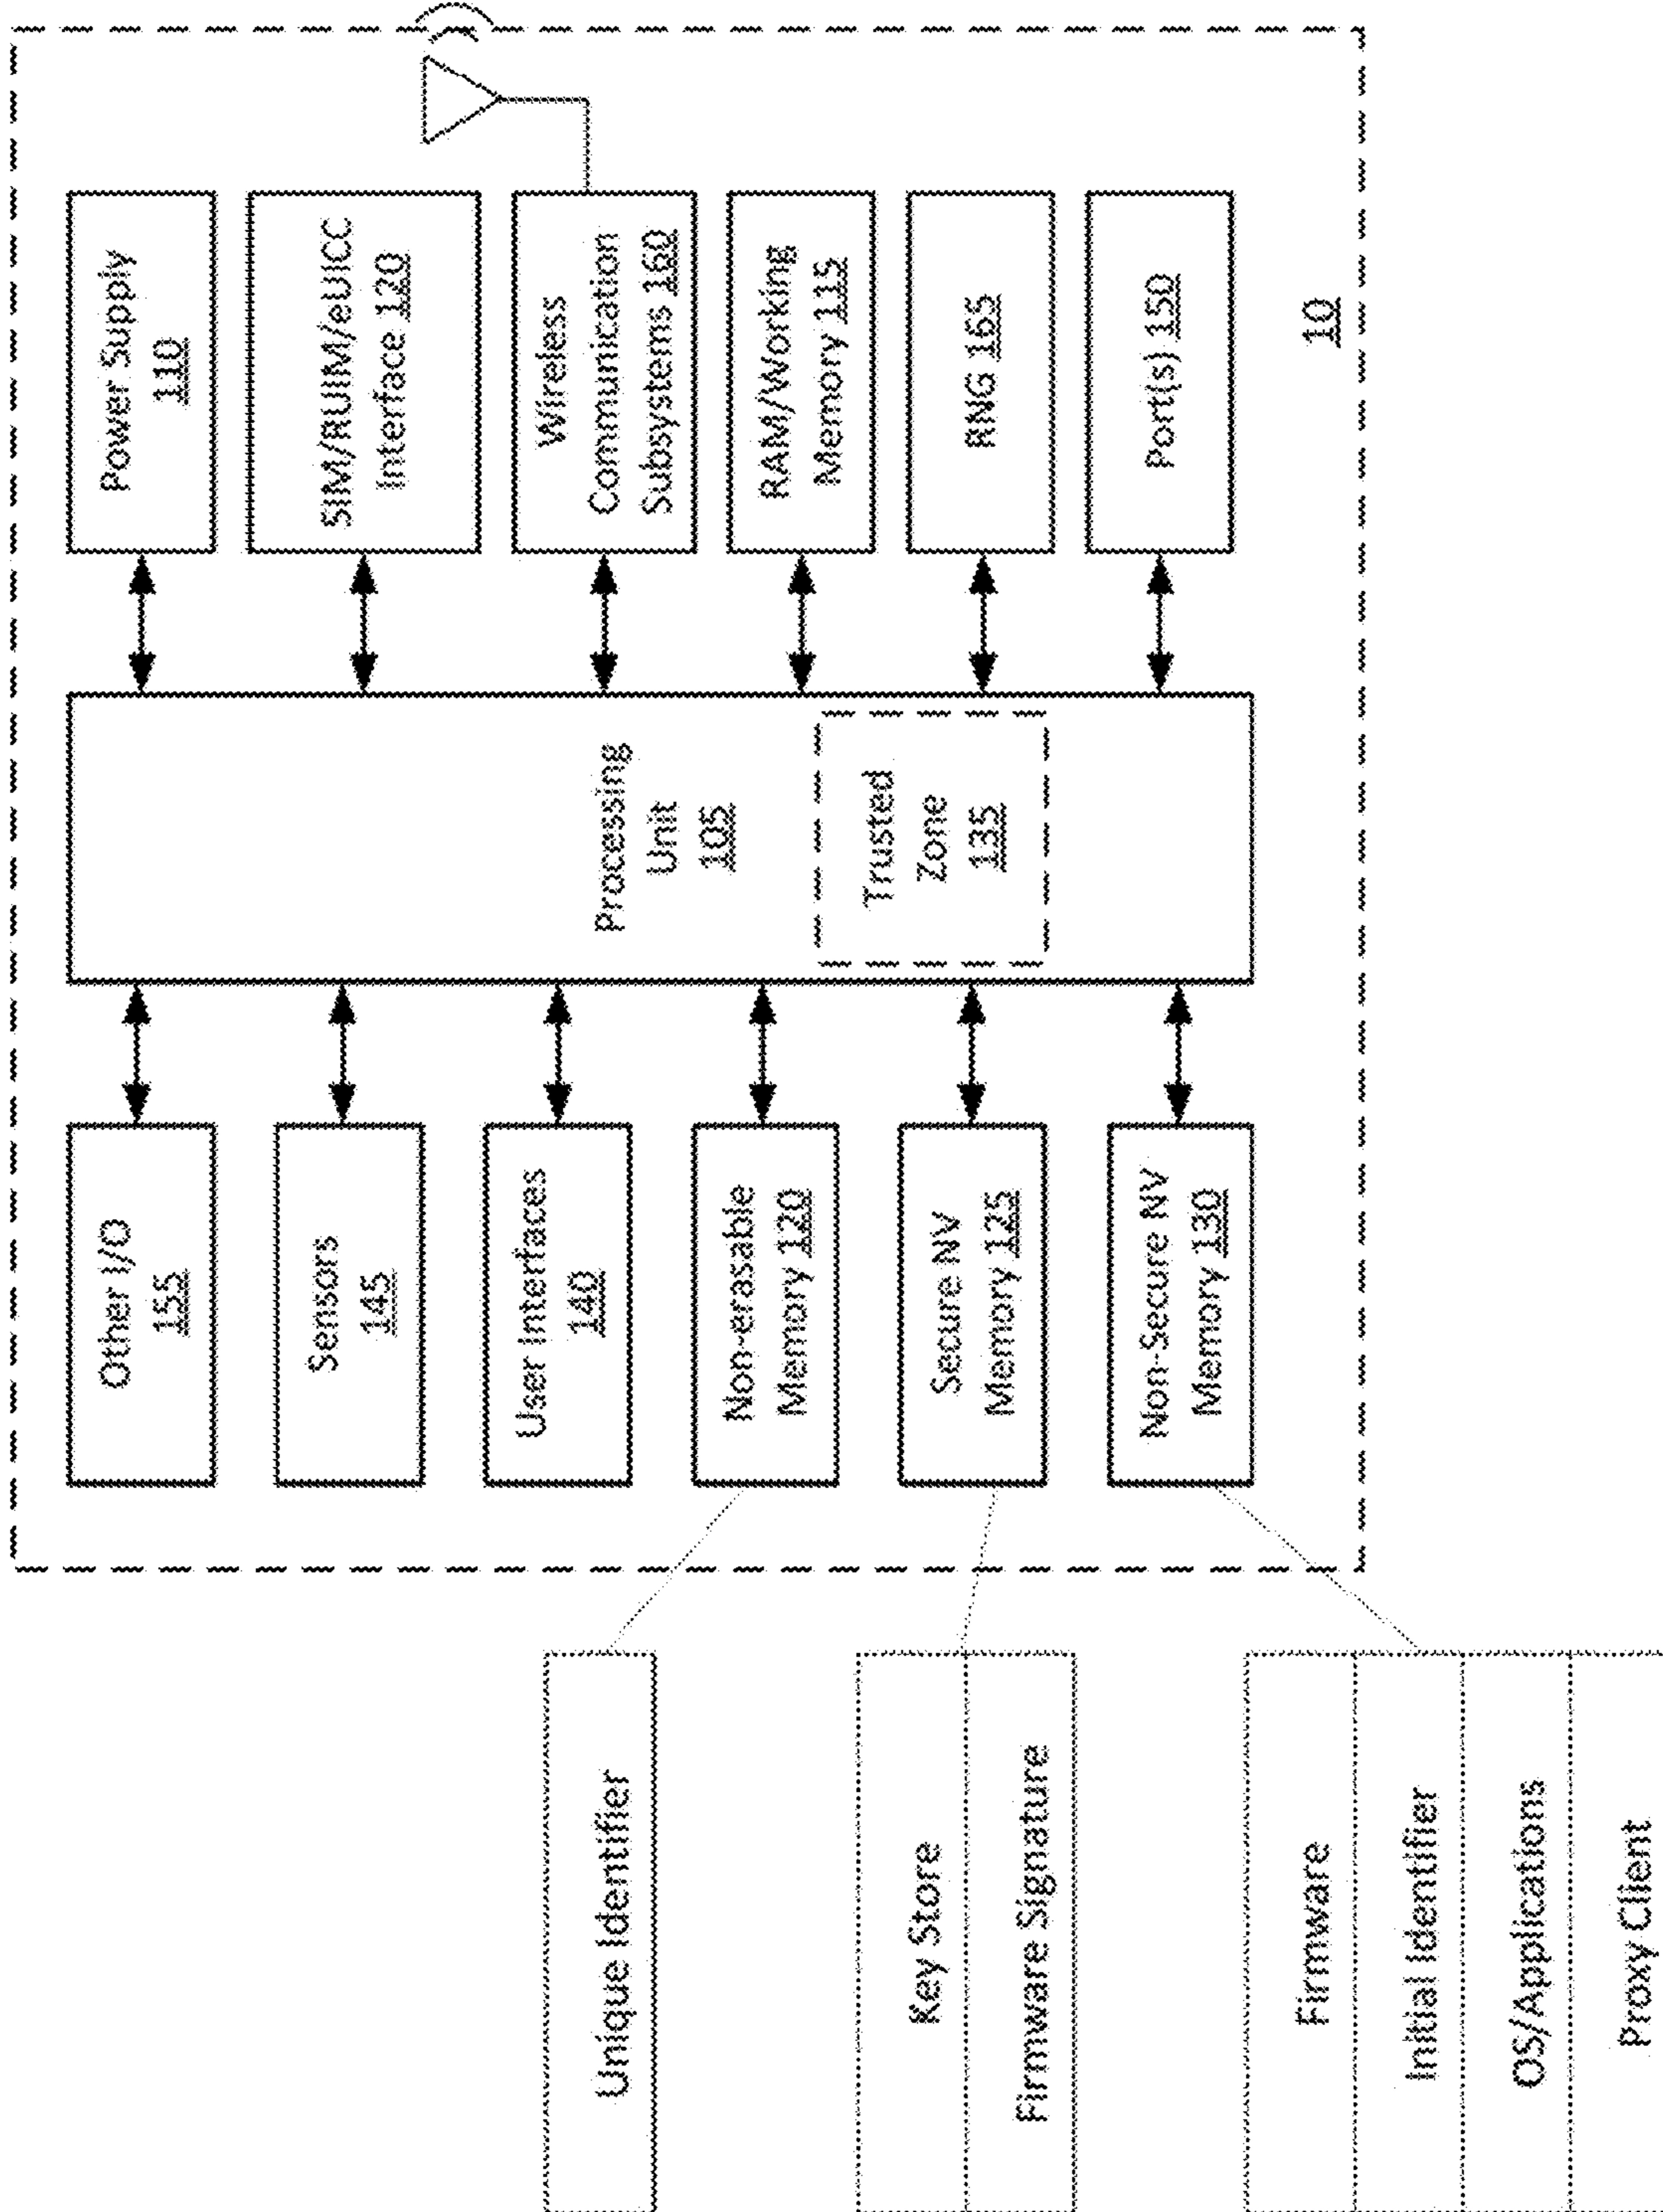 Unique Identifier
Key Store
Firmware Signature
Firmware
Initial Identifier
OS/Applications
Proxy Client
Other I/O
155
Sensors
145
User Interfaces
140
Non-erasable
Memory 120
Secure NV
Memory 125
Non-Secure NV
Memory 130
Processing
Unit
105
Trusted
Zone
135
Power Supply
110
SIM/RUIM/eUICC
Interface 120
Wireless
Communication
Subsystems 160
RAM/Working
Memory 115
RNG 165
Port(s) 150
10